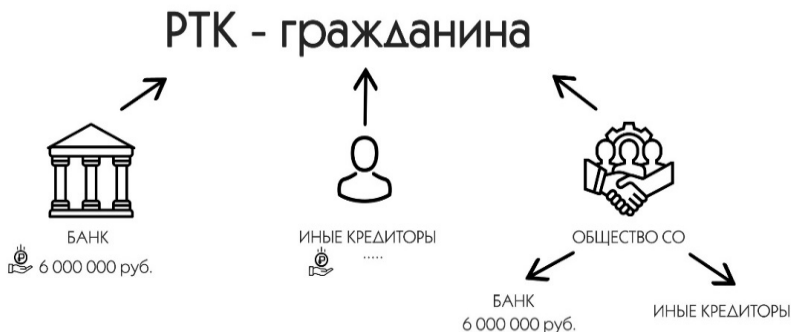 РТК - гражданина
БАНК
6 000 000 руб.
ИНЫЕ КРЕДИТОРЫ
.....
ОБЩЕСТВО СО
БАНК
6 000 000 руб.
ИНЫЕ КРЕДИТОРЫ